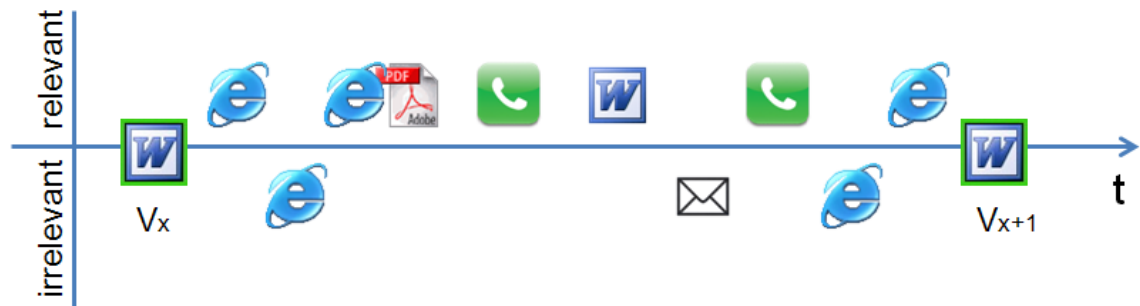 relevant
irrelevant
PDF
Adobe
W
W
W
Vx
Vx+1
t